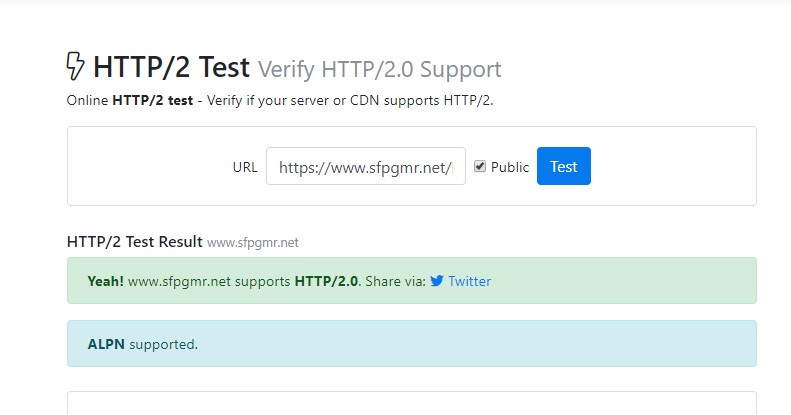 HTTP/2 Test Verify HTTP/2.0 Support
Online HTTP/2 test - Verify if your server or CDN supports HTTP/2.
URL https://www.sfpgmr.net/ Public Test
HTTP/2 Test Result www.sfpgmr.net
Yeah! www.sfpgmr.net supports HTTP/2.0. Share via: Twitter
ALPN supported.